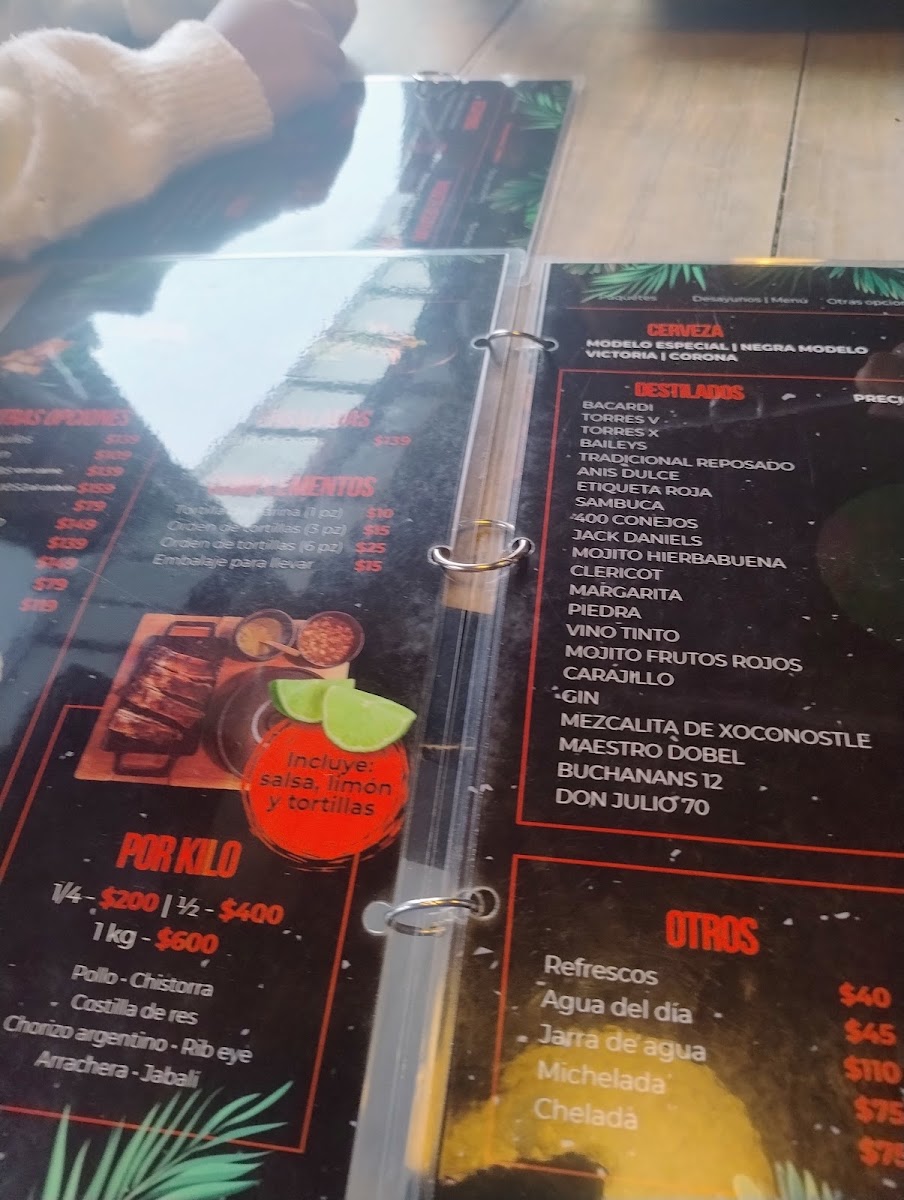 $139
$109
$139
$159
$79
$149
$139
$149
$79
$119
$139
Orden de tortillas (3 pz) $15
Orden de tortillas (6 pz) $25
Embalaje para llevar $15
$10
Incluye:
salsa, limón
y tortillas
POR KILO
1/4 - $200 | ½ - $400
1 kg - $600
Pollo - Chistorra
Costilla de res
Chorizo argentino - Rib eye
Arrachera - Jabalí
Paquetes Desayunos | Menú Otras
CERVEZA
MODELO ESPECIAL | NEGRA MODELO
VICTORIA | CORONA
DESTILADOS
BACARDI
TORRES V
TORRES X
BAILEYS
TRADICIONAL REPOSADO
ANIS DULCE
ETIQUETA ROJA
SAMBUCA
400 CONEJOS
JACK DANIELS
MOJITO HIERBABUENA
CLERICOT
MARGARITA
PIEDRA
VINO TINTO
MOJITO FRUTOS ROJOS
CARAJILLO
GIN
MEZCALITA DE XOCONOSTLE
MAESTRO DOBEL
BUCHANANS 12
DON JULIO 70
OTROS
Refrescos $40
Agua del día $45
Jarra de agua $110
Michelada $75
Chelada $75